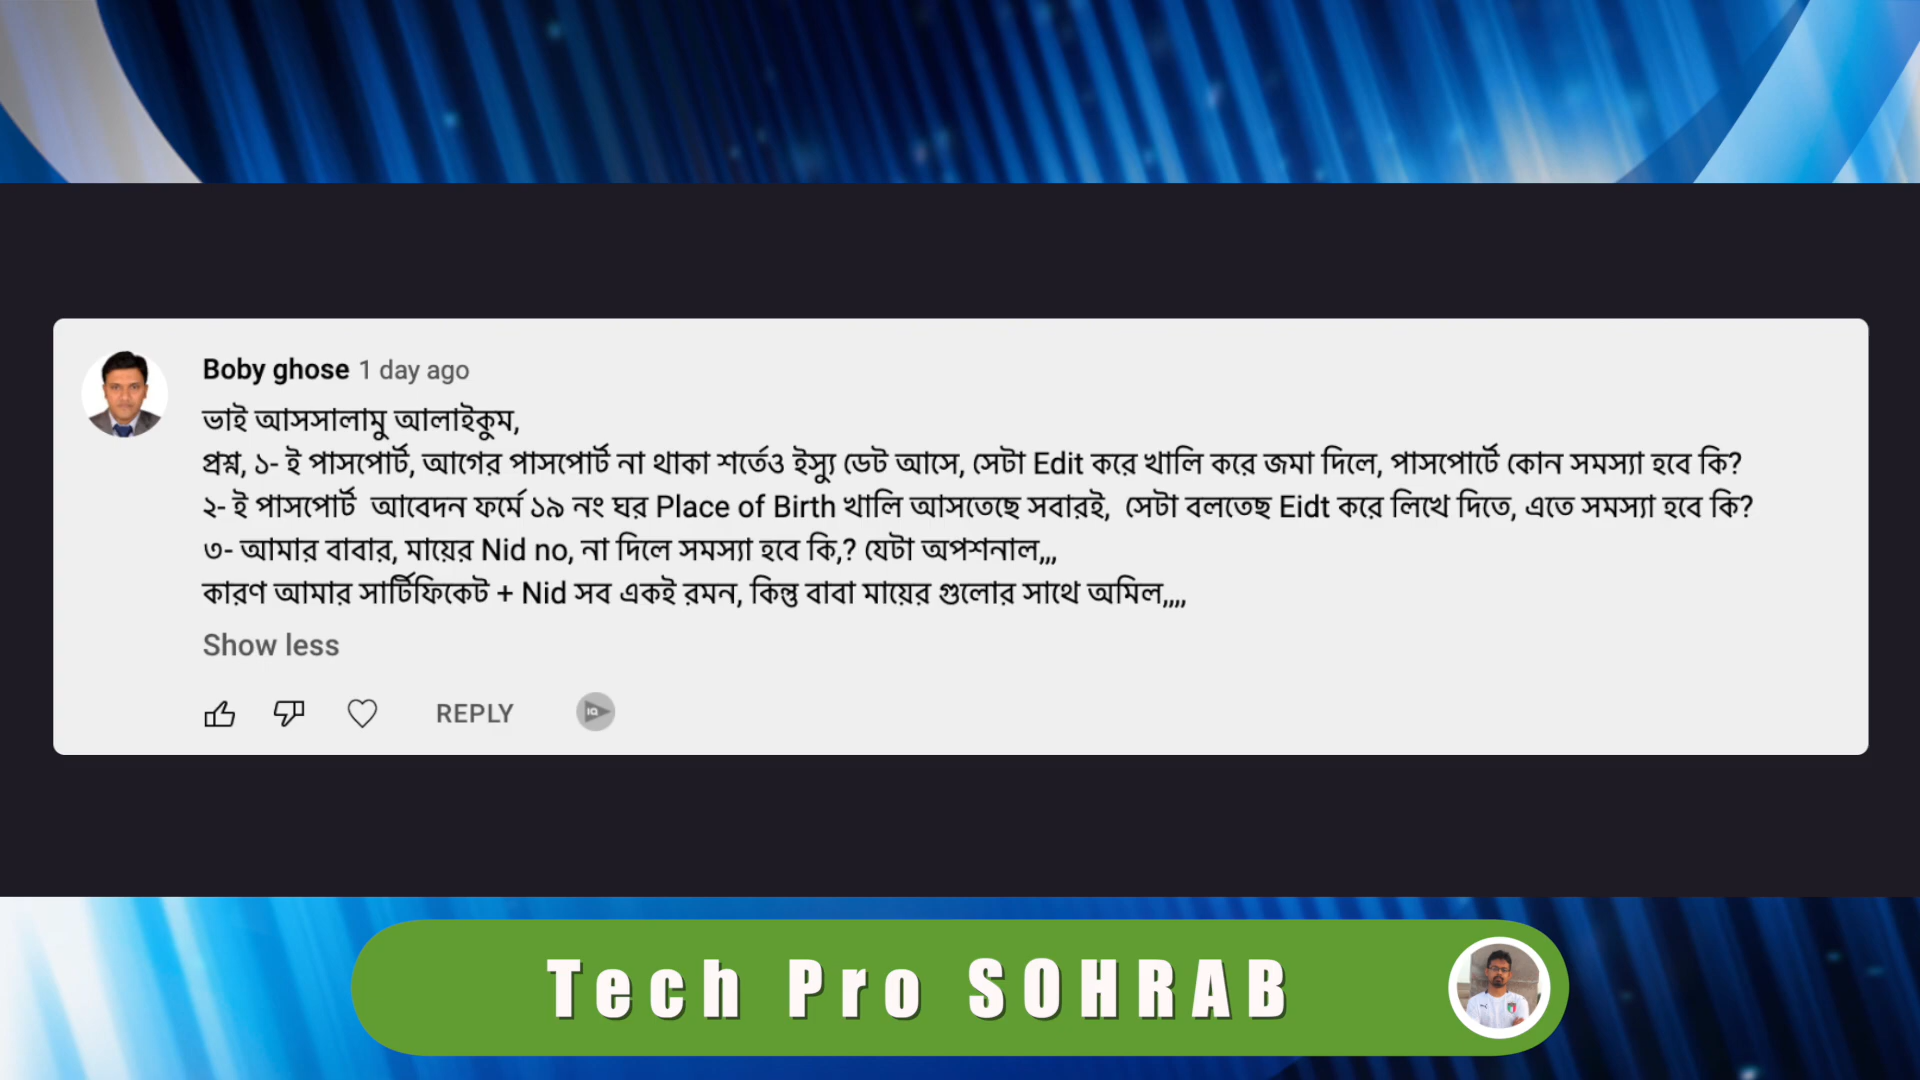 Boby ghose 1 day ago
ভাই আসসালামু আলাইকুম,
প্রশ্ন, ১- ই পাসপোর্ট, আগের পাসপোর্ট না থাকা শর্তেও ইস্যু ডেট আসে, সেটা Edit করে খালি করে জমা দিলে, পাসপোর্টে কোন সমস্যা হবে কি?
২- ই পাসপোর্ট আবেদন ফর্মে ১৯ নং ঘর Place of Birth খালি আসতেছে সবারই, সেটা বলতেছ Eidt করে লিখে দিতে, এতে সমস্যা হবে কি?
৩- আমার বাবার, মায়ের Nid no, না দিলে সমস্যা হবে কি,? যেটা অপশনাল,,,
কারণ আমার সার্টিফিকেট + Nid সব একই রমন, কিন্তু বাবা মায়ের গুলোর সাথে অমিল,,,,
Show less
REPLY
IQ
Tech Pro SOHRAB